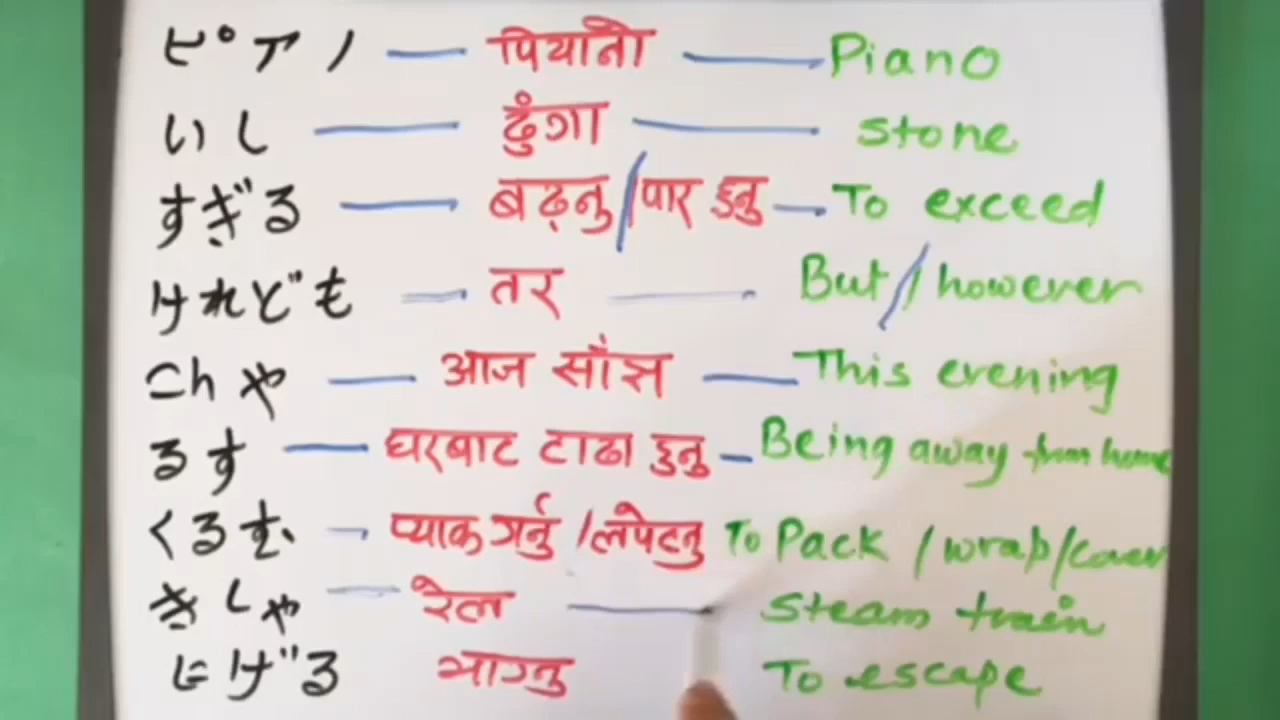 ピアノ — पियानो — Piano
いし — ढुंगा — stone
すぎる — बढ्नु / पार हुनु — To exceed
けれども — तर — But / however
こんや — आज साँझ — This evening
るす — घरबाट टाढा हुनु — Being away from home
くるむ — प्याक गर्नु / लपेटनु To Pack / wrap / cover
きしゃ — रेल — Steam train
にげる भाग्नु To escape